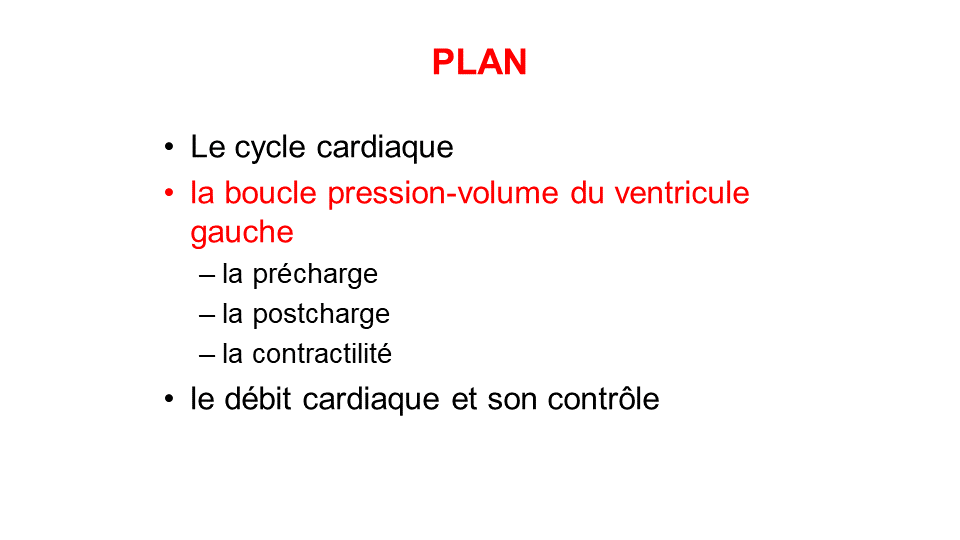 PLAN
• Le cycle cardiaque
• la boucle pression-volume du ventricule
gauche
– la précharge
– la postcharge
– la contractilité
• le débit cardiaque et son contrôle